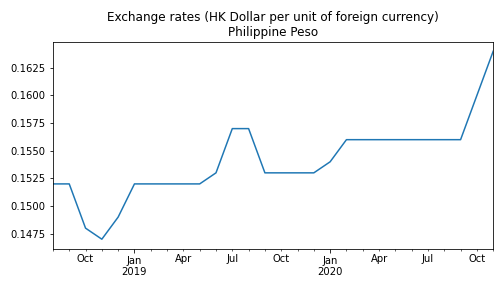 Exchange rates (HK Dollar per unit of foreign currency)
Philippine Peso
0.1625
0.1600
0.1575
0.1550
0.1525
0.1500
0.1475
Oct Jan Apr Jul Oct Jan Apr Jul Oct
2019 2020